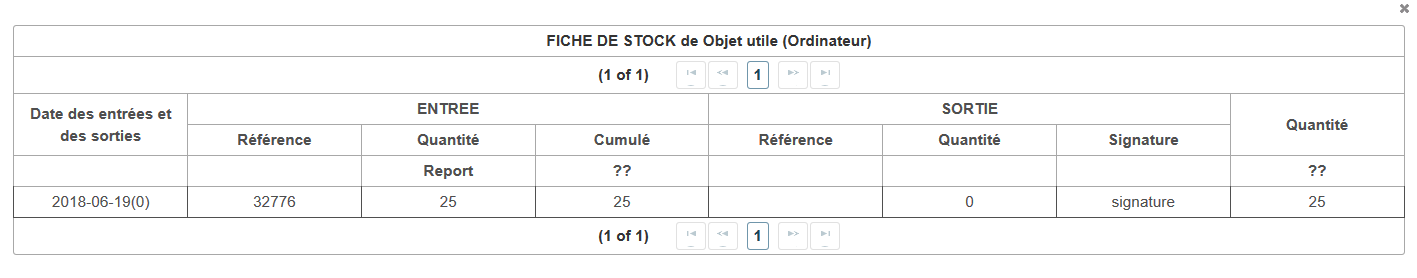 FICHE DE STOCK de Objet utile (Ordinateur)
(1 of 1) 1
Date des entrées et des sorties ENTREE SORTIE Quantité
Référence Quantité Cumulé Référence Quantité Signature
Report ?? ??
2018-06-19(0) 32776 25 25 0 signature 25
(1 of 1) 1